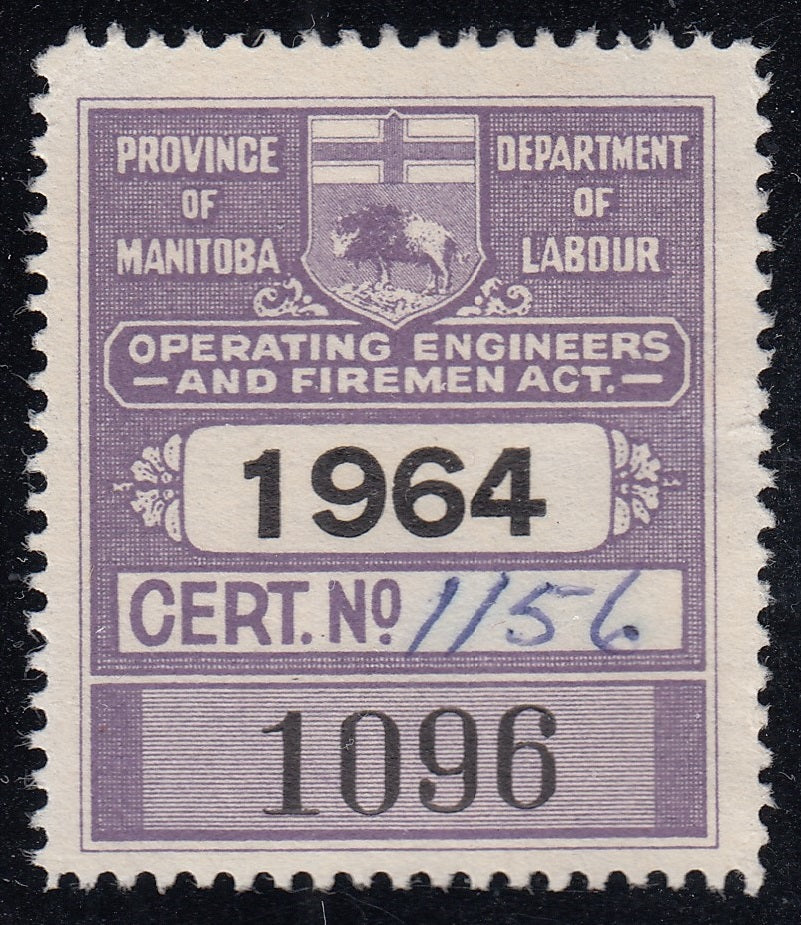 PROVINCE
OF
MANITOBA
DEPARTMENT
OF
LABOUR
OPERATING ENGINEERS
—AND FIREMEN ACT.—
1964
CERT. NO 1156
1096